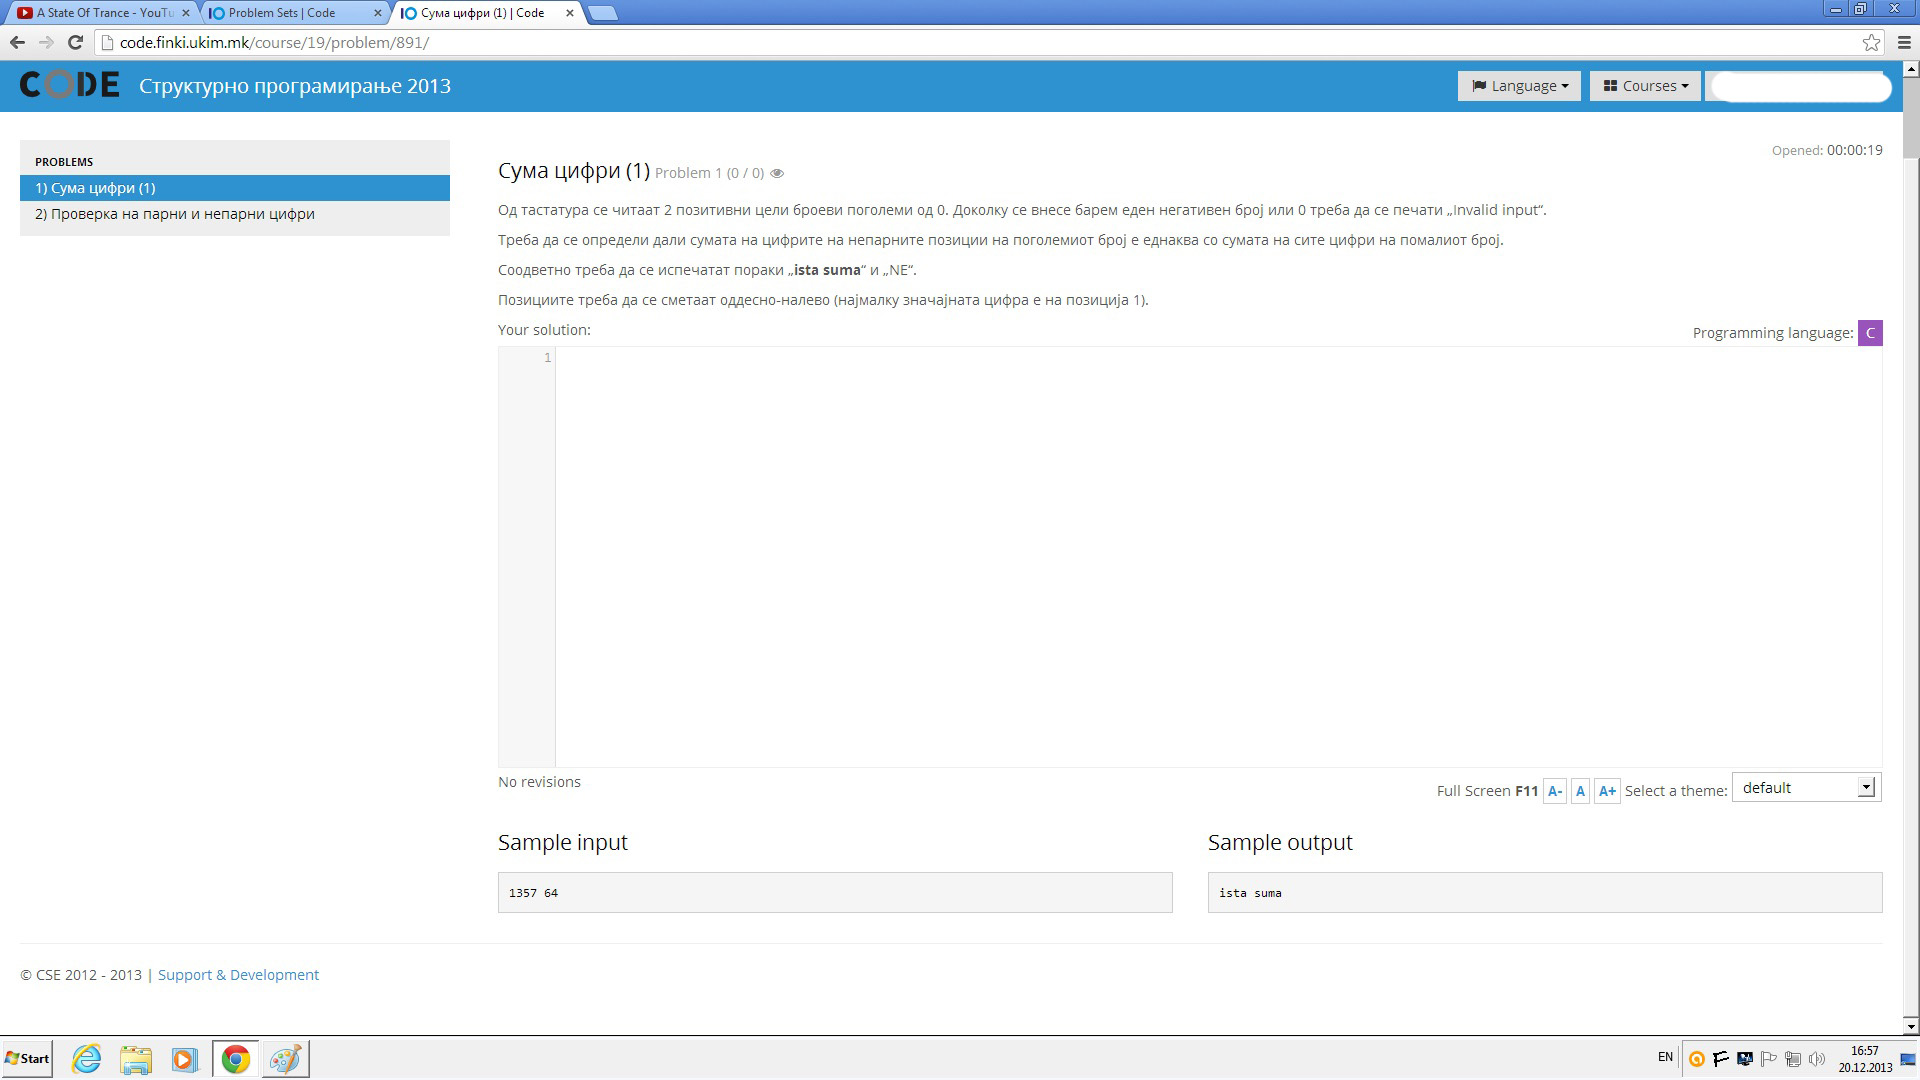 A State Of Trance - YouTu
Problem Sets | Code
Сума цифри (1) | Code
code.finki.ukim.mk/course/19/problem/891/
CODE Структурно програмирање 2013
Language
Courses
PROBLEMS
1) Сума цифри (1)
2) Проверка на парни и непарни цифри
Opened: 00:00:19
Сума цифри (1) Problem 1 (0 / 0)
Од тастатура се читаат 2 позитивни цели броеви поголеми од 0. Доколку се внесе барем еден негативен број или 0 треба да се печати „Invalid input“.
Треба да се определи дали сумата на цифрите на непарните позиции на поголемиот број е еднаква со сумата на сите цифри на помалиот број.
Соодветно треба да се испечатат пораки „ista suma“ и „NE“.
Позициите треба да се сметаат оддесно-налево (најмалку значајната цифра е на позиција 1).
Your solution:
Programming language: C
1
No revisions
Full Screen F11 A- A A+ Select a theme: default
Sample input
Sample output
1357 64
ista suma
© CSE 2012 - 2013 | Support & Development
Start
EN
16:57
20.12.2013